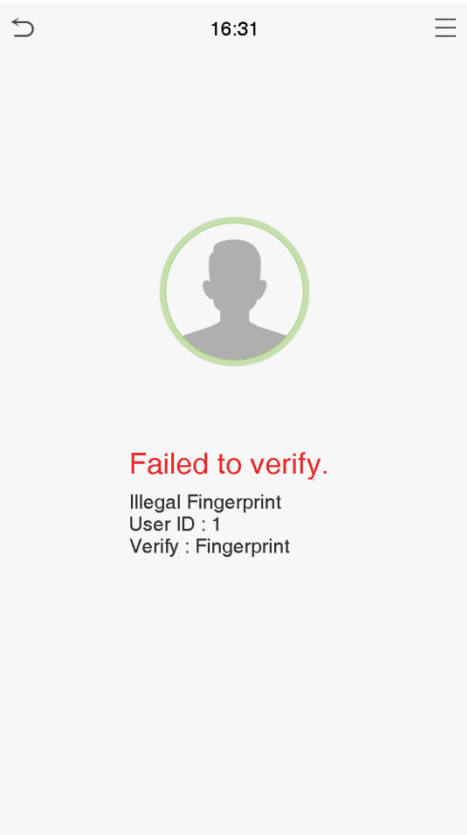 16:31
Failed to verify.
Illegal Fingerprint
User ID : 1
Verify : Fingerprint